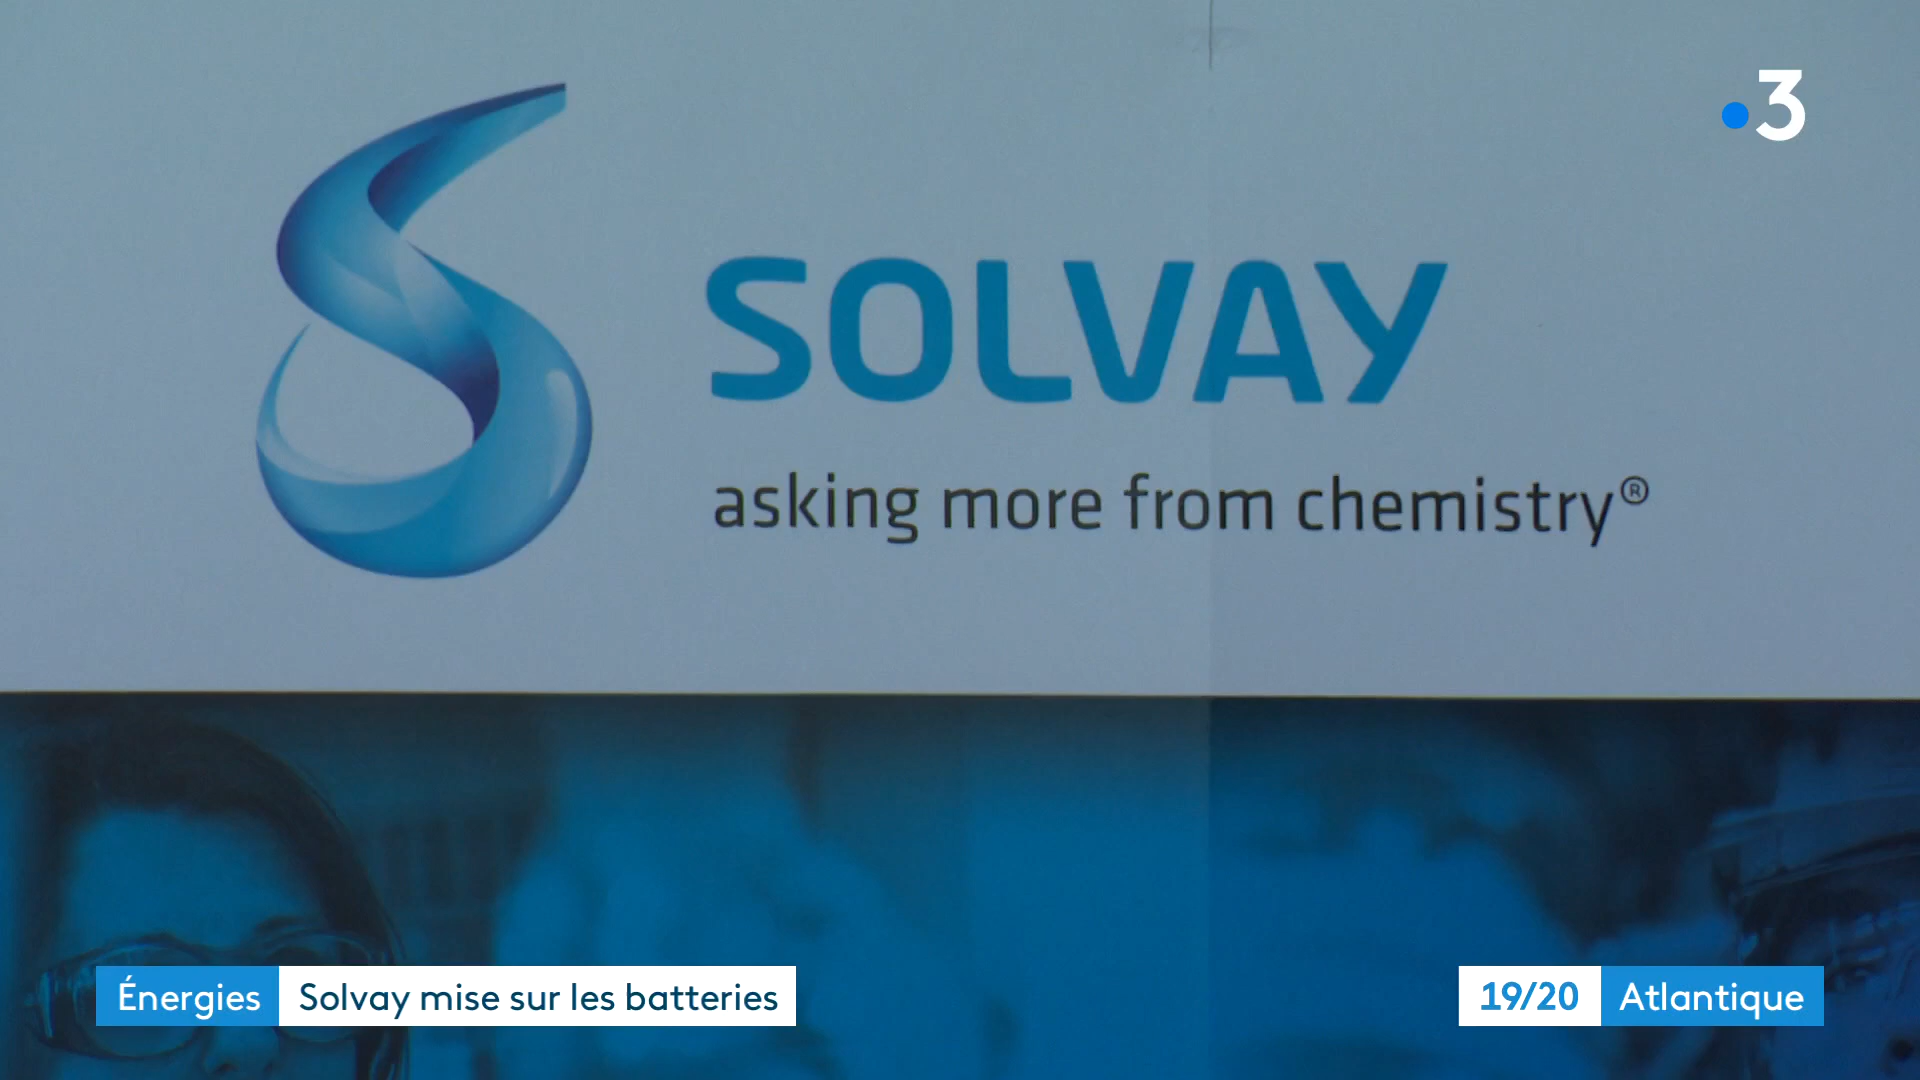 3
SOLVAY
asking more from chemistry®
Énergies Solvay mise sur les batteries
19/20 Atlantique